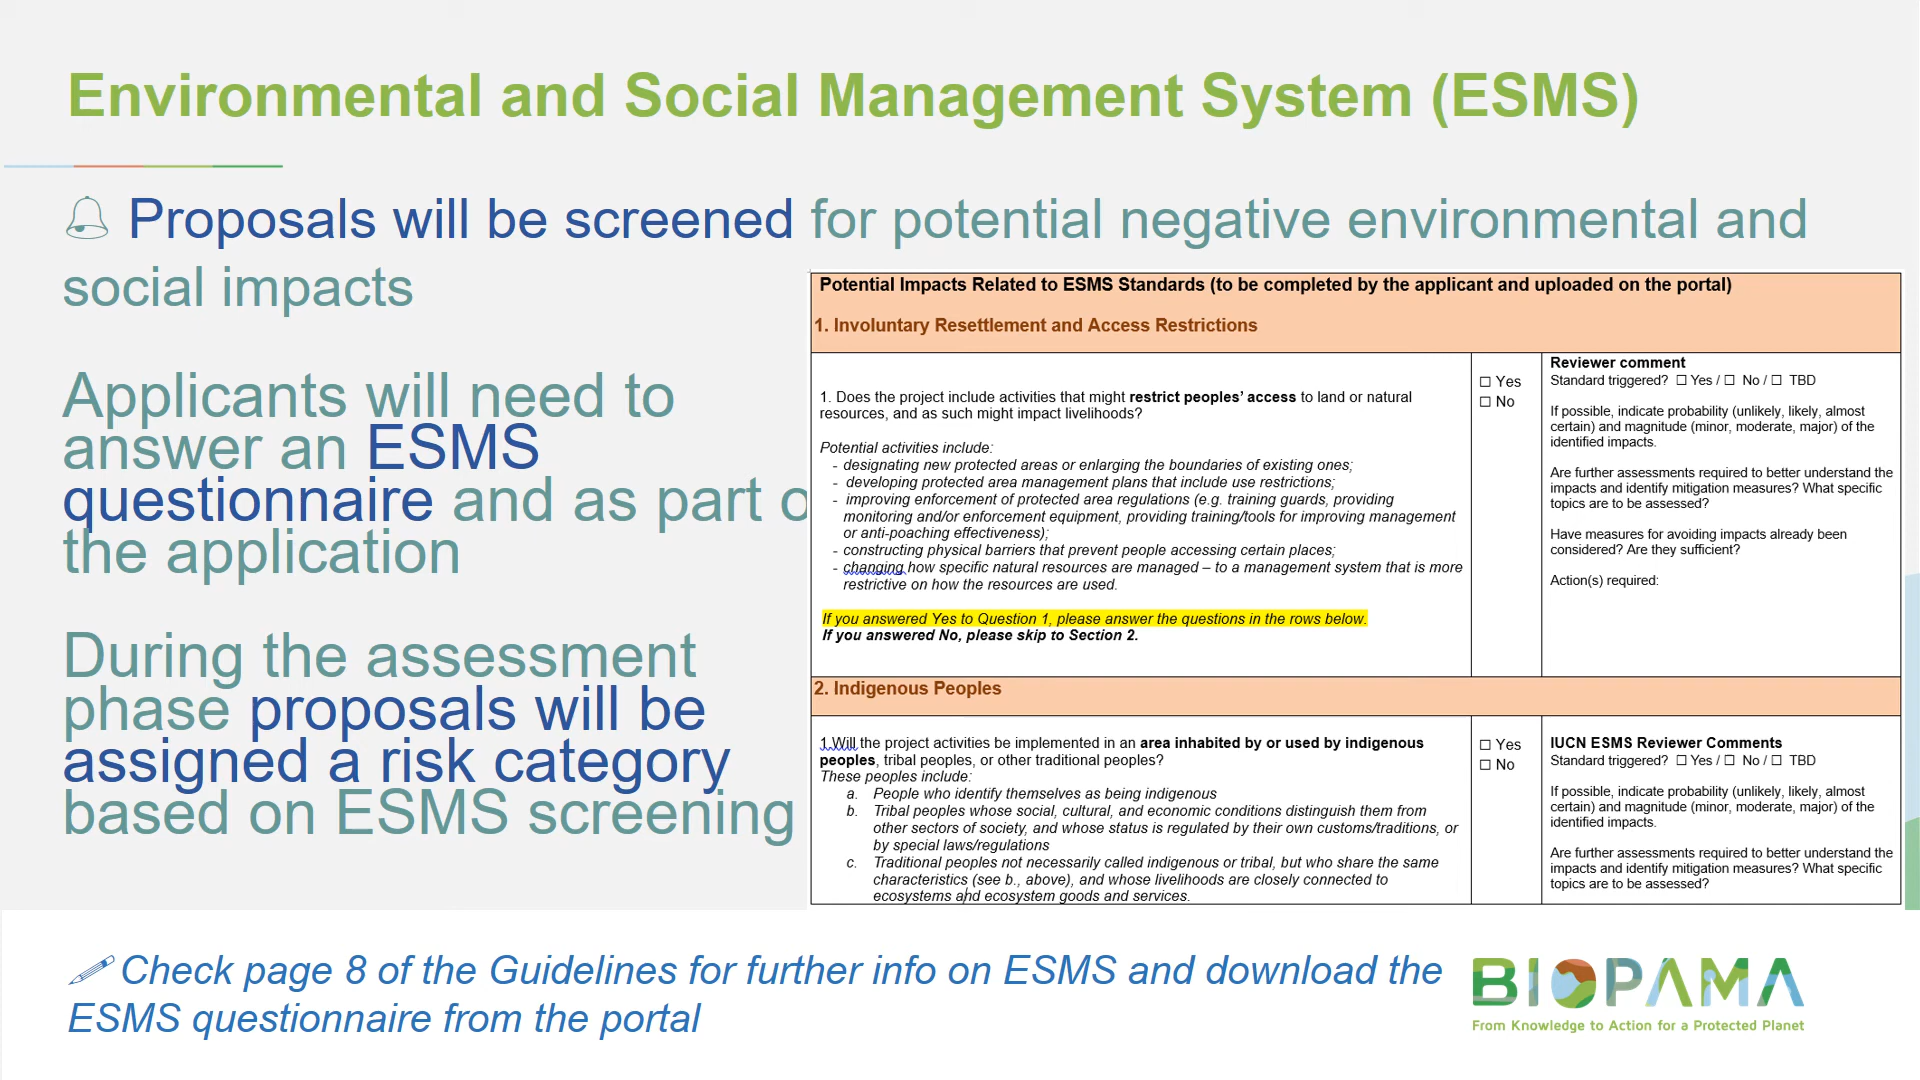 Environmental and Social Management System (ESMS)
Proposals will be screened for potential negative environmental and
social impacts
Applicants will need to
answer an ESMS
questionnaire and as part o
the application
During the assessment
phase proposals will be
assigned a risk category
based on ESMS screening
Potential Impacts Related to ESMS Standards (to be completed by the applicant and uploaded on the portal)
1. Involuntary Resettlement and Access Restrictions
1. Does the project include activities that might restrict peoples' access to land or natural
resources, and as such might impact livelihoods?
Potential activities include:
- designating new protected areas or enlarging the boundaries of existing ones;
- developing protected area management plans that include use restrictions;
- improving enforcement of protected area regulations (e.g. training guards, providing
monitoring and/or enforcement equipment, providing training/tools for improving management
or anti-poaching effectiveness);
- constructing physical barriers that prevent people accessing certain places;
- changing how specific natural resources are managed – to a management system that is more
restrictive on how the resources are used.
If you answered Yes to Question 1, please answer the questions in the rows below.
If you answered No, please skip to Section 2.
☐ Yes
☐ No
Reviewer comment
Standard triggered? ☐ Yes / ☐ No / ☐ TBD
If possible, indicate probability (unlikely, likely, almost
certain) and magnitude (minor, moderate, major) of the
identified impacts.
Are further assessments required to better understand the
impacts and identify mitigation measures? What specific
topics are to be assessed?
Have measures for avoiding impacts already been
considered? Are they sufficient?
Action(s) required:
2. Indigenous Peoples
1.Will the project activities be implemented in an area inhabited by or used by indigenous
peoples, tribal peoples, or other traditional peoples?
These peoples include:
a. People who identify themselves as being indigenous
b. Tribal peoples whose social, cultural, and economic conditions distinguish them from
other sectors of society, and whose status is regulated by their own customs/traditions, or
by special laws/regulations
c. Traditional peoples not necessarily called indigenous or tribal, but who share the same
characteristics (see b., above), and whose livelihoods are closely connected to
ecosystems and ecosystem goods and services.
☐ Yes
☐ No
IUCN ESMS Reviewer Comments
Standard triggered? ☐ Yes / ☐ No / ☐ TBD
If possible, indicate probability (unlikely, likely, almost
certain) and magnitude (minor, moderate, major) of the
identified impacts.
Are further assessments required to better understand the
impacts and identify mitigation measures? What specific
topics are to be assessed?
Check page 8 of the Guidelines for further info on ESMS and download the
ESMS questionnaire from the portal
BIOPAMA
From Knowledge to Action for a Protected Planet